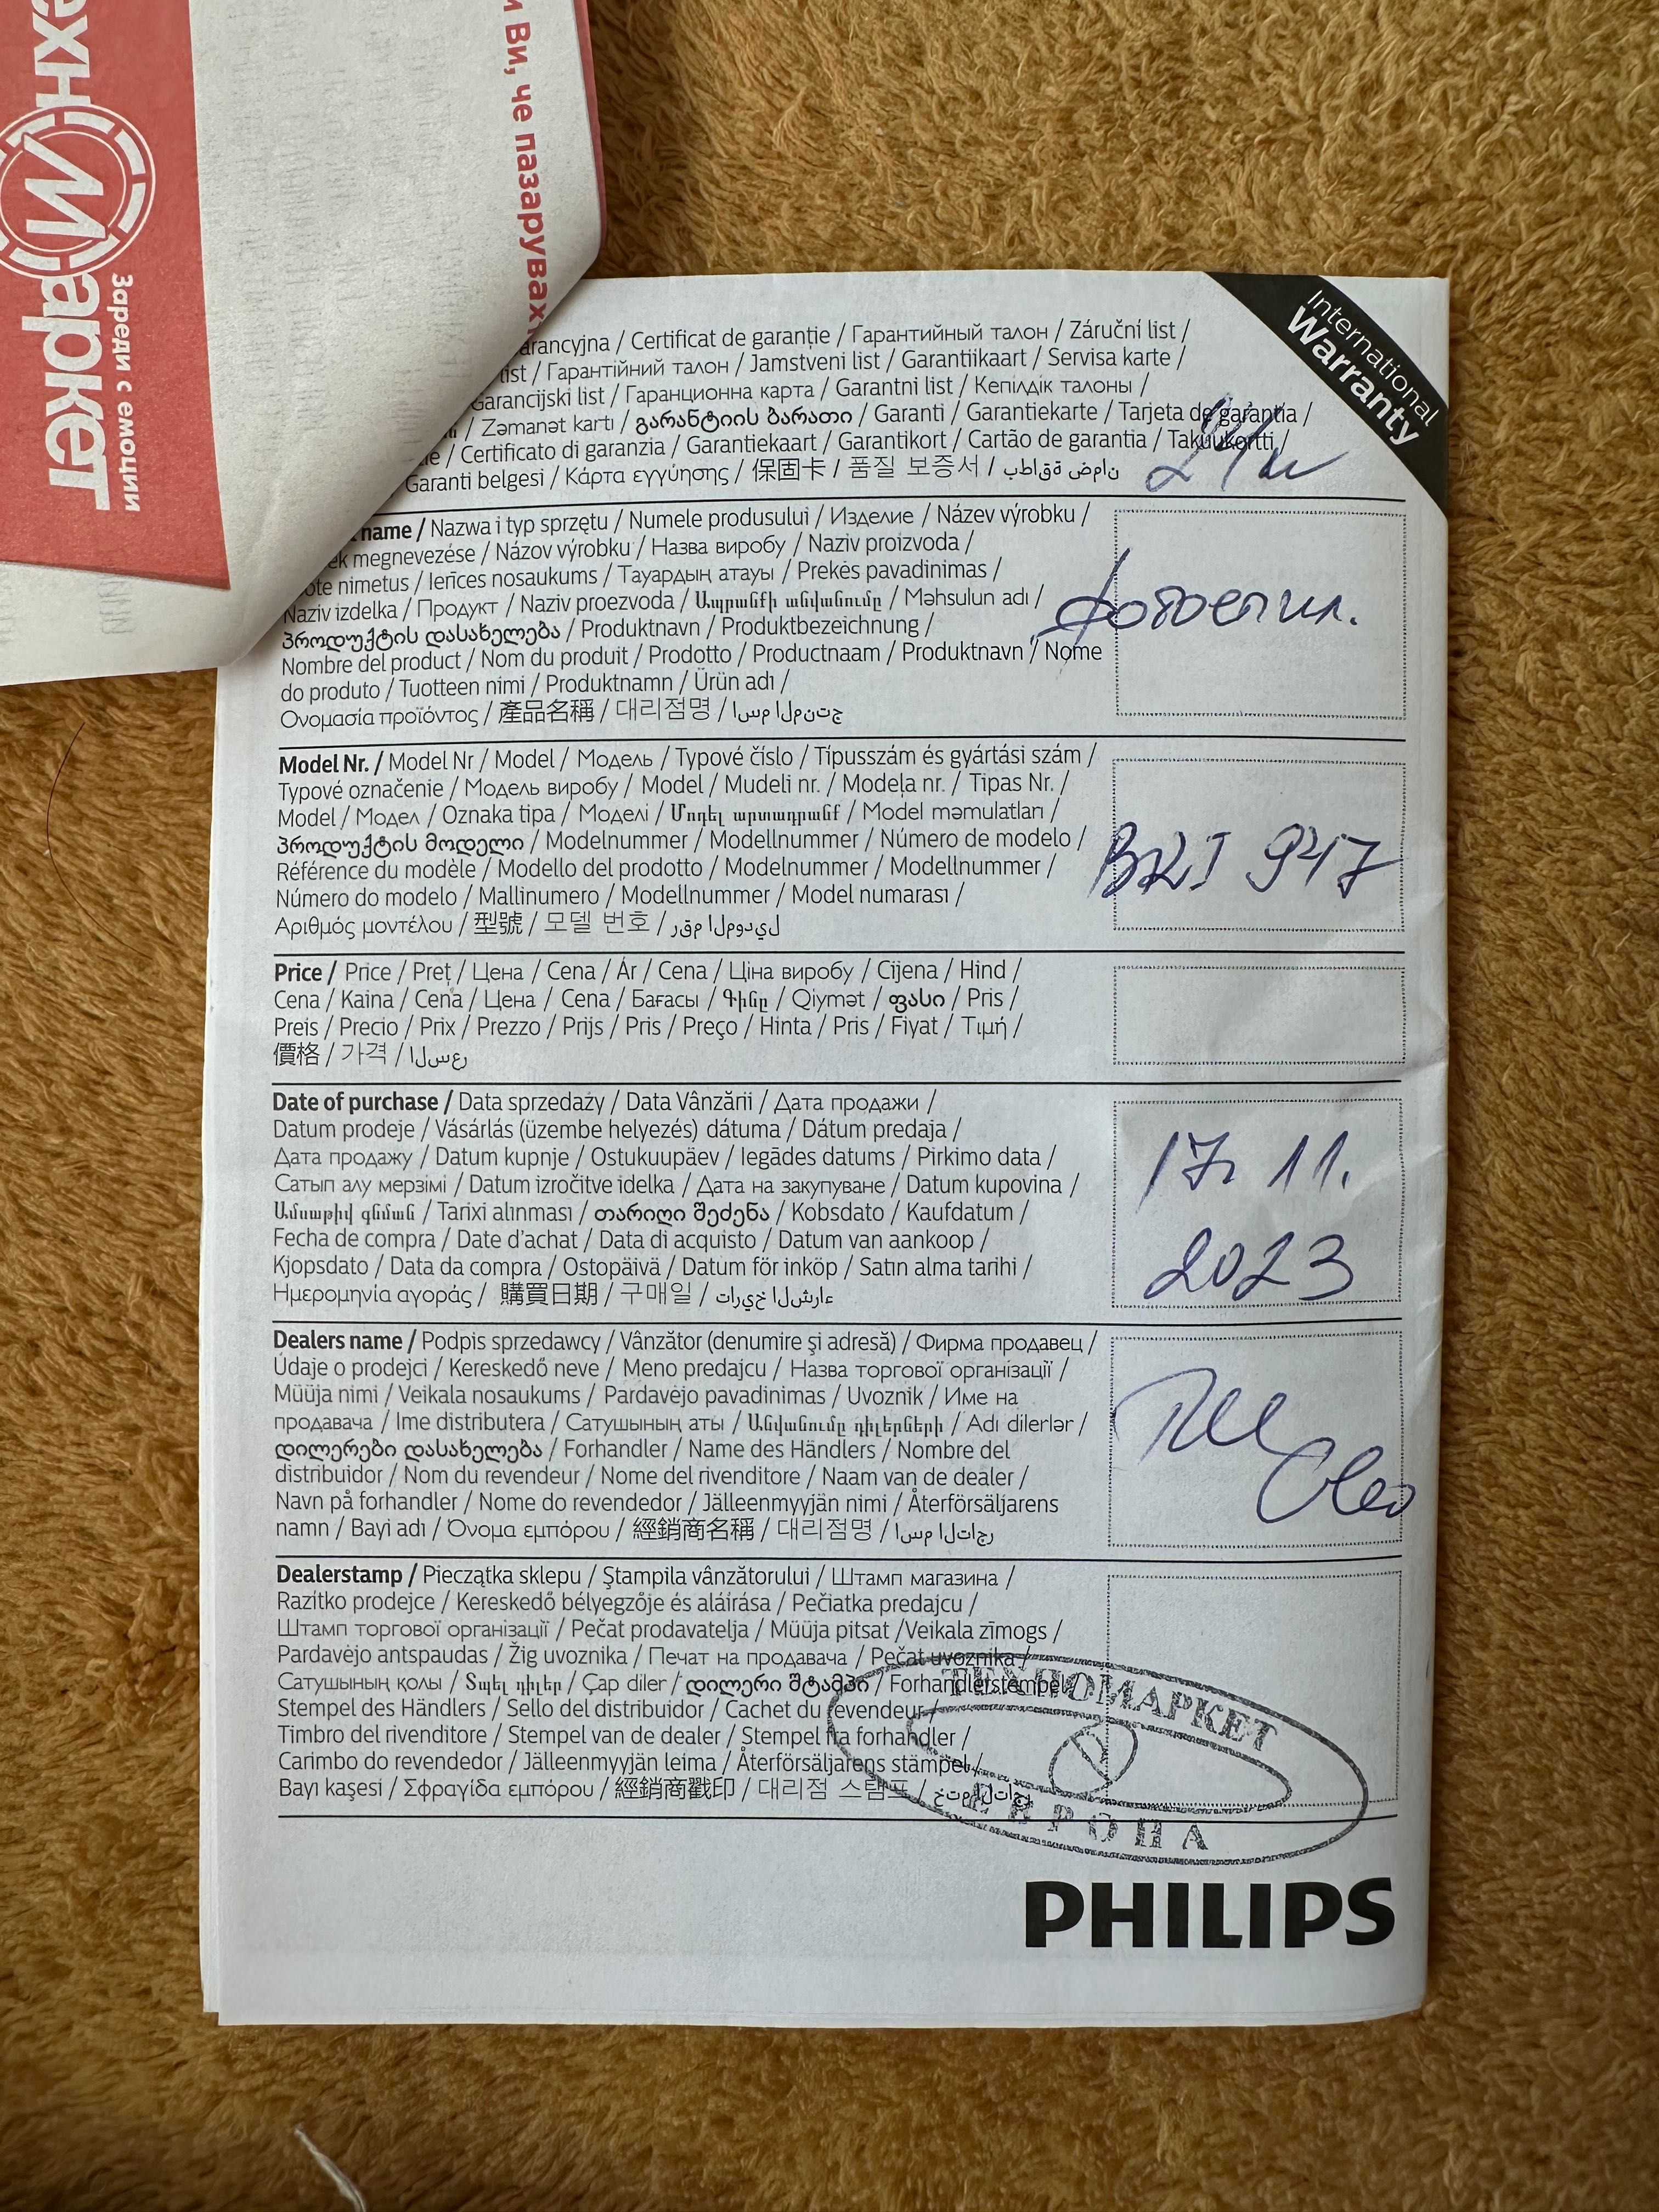 ехнМаркет
Зареди с емоции
и Ви, че пазарувахт
International
Warranty
arancyjna / Certificat de garanție / Гарантийный талон / Záruční list /
list / Гарантійний талон / Jamstveni list / Garantiikaart / Servisa karte /
Garancijski list / Гаранционна карта / Garantni list / Кепілдік талоны /
/ Zəmanət kartı / გარანტიის ბარათი / Garanti / Garantiekarte / Tarjeta de garantía /
de / Certificato di garanzia / Garantiekaart / Garantikort / Cartão de garantia / Takuukortti /
Garanti belgesi / Κάρτα εγγύησης / 保固卡 / 품질 보증서 / بطاقة ضمان
24 м
name / Nazwa i typ sprzętu / Numele produsului / Изделие / Název výrobku /
ek megnevezése / Názov výrobku / Назва виробу / Naziv proizvoda /
ote nimetus / Ierīces nosaukums / Тауардың атауы / Prekės pavadinimas /
Naziv izdelka / Продукт / Naziv proezvoda / Ապրանքի անվանումը / Məhsulun adı /
პროდუქტის დასახელება / Produktnavn / Produktbezeichnung /
Nombre del product / Nom du produit / Prodotto / Productnaam / Produktnavn / Nome
do produto / Tuotteen nimi / Produktnamn / Ürün adı /
Ονομασία προϊόντος / 產品名稱 / 대리점명 / اسم المنتج
фотоепил.
Model Nr. / Model Nr / Model / Модель / Typové číslo / Típusszám és gyártási szám /
Typové označenie / Модель виробу / Model / Mudeli nr. / Modeļa nr. / Tipas Nr. /
Model / Модел / Oznaka tipa / Моделі / Մոդել արտադրանք / Model məmulatları /
პროდუქტის მოდელი / Modelnummer / Modellnummer / Número de modelo /
Référence du modèle / Modello del prodotto / Modelnummer / Modellnummer /
Número do modelo / Mallinumero / Modellnummer / Model numarası /
Αριθμός μοντέλου / 型號 / 모델 번호 / رقم الموديل
BRI 947
Price / Price / Preț / Цена / Cena / Ár / Cena / Ціна виробу / Cijena / Hind /
Cena / Kaina / Cena / Цена / Cena / Бағасы / Գինը / Qiymət / ფასი / Pris /
Preis / Precio / Prix / Prezzo / Prijs / Pris / Preço / Hinta / Pris / Fiyat / Τιμή /
價格 / 가격 / السعر
Date of purchase / Data sprzedaży / Data Vânzării / Дата продажи /
Datum prodeje / Vásárlás (üzembe helyezés) dátuma / Dátum predaja /
Дата продажу / Datum kupnje / Ostukuupäev / Iegādes datums / Pirkimo data /
Сатып алу мерзімі / Datum izročitve idelka / Дата на закупуване / Datum kupovina /
Ամսաթիվ գնման / Tarixi alınması / თარიღი შეძენა / Kobsdato / Kaufdatum /
Fecha de compra / Date d'achat / Data di acquisto / Datum van aankoop /
Kjopsdato / Data da compra / Ostopäivä / Datum för inköp / Satın alma tarihi /
Ημερομηνία αγοράς / 購買日期 / 구매일 / تاريخ الشراء
17. 11.
2023
Dealers name / Podpis sprzedawcy / Vânzător (denumire şi adresă) / Фирма продавец /
Údaje o prodejci / Kereskedő neve / Meno predajcu / Назва торгової організації /
Müüja nimi / Veikala nosaukums / Pardavėjo pavadinimas / Uvoznik / Име на
продавача / Ime distributera / Сатушының аты / Անվանումը դիլերների / Adı dilerlər /
დილერები დასახელება / Forhandler / Name des Händlers / Nombre del
distribuidor / Nom du revendeur / Nome del rivenditore / Naam van de dealer /
Navn på forhandler / Nome do revendedor / Jälleenmyyjän nimi / Återförsäljarens
namn / Bayi adı / Όνομα εμπόρου / 經銷商名稱 / 대리점명 / اسم التاجر
Dealerstamp / Pieczątka sklepu / Ştampila vânzătorului / Штамп магазина /
Razítko prodejce / Kereskedő bélyegzője és aláírása / Pečiatka predajcu /
Штамп торгової організації / Pečat prodavatelja / Müüja pitsat /Veikala zīmogs /
Pardavėjo antspaudas / Žig uvoznika / Печат на продавача / Pečat uvoznika /
Сатушының қолы / Տպել դիլեր / Çap diler / დილერი შტამპი / Forhandlerstempel /
Stempel des Händlers / Sello del distribuidor / Cachet du revendeur
Timbro del rivenditore / Stempel van de dealer / Stempel fra forhandler /
Carimbo do revendedor / Jälleenmyyjän leima / Återförsäljarens stämpel /
Bayı kaşesi / Σφραγίδα εμπόρου / 經銷商戳印 / 대리점 스탬프 / ختم التاجر
ТЕХНОМАРКЕТ
ЕВРОПА
PHILIPS